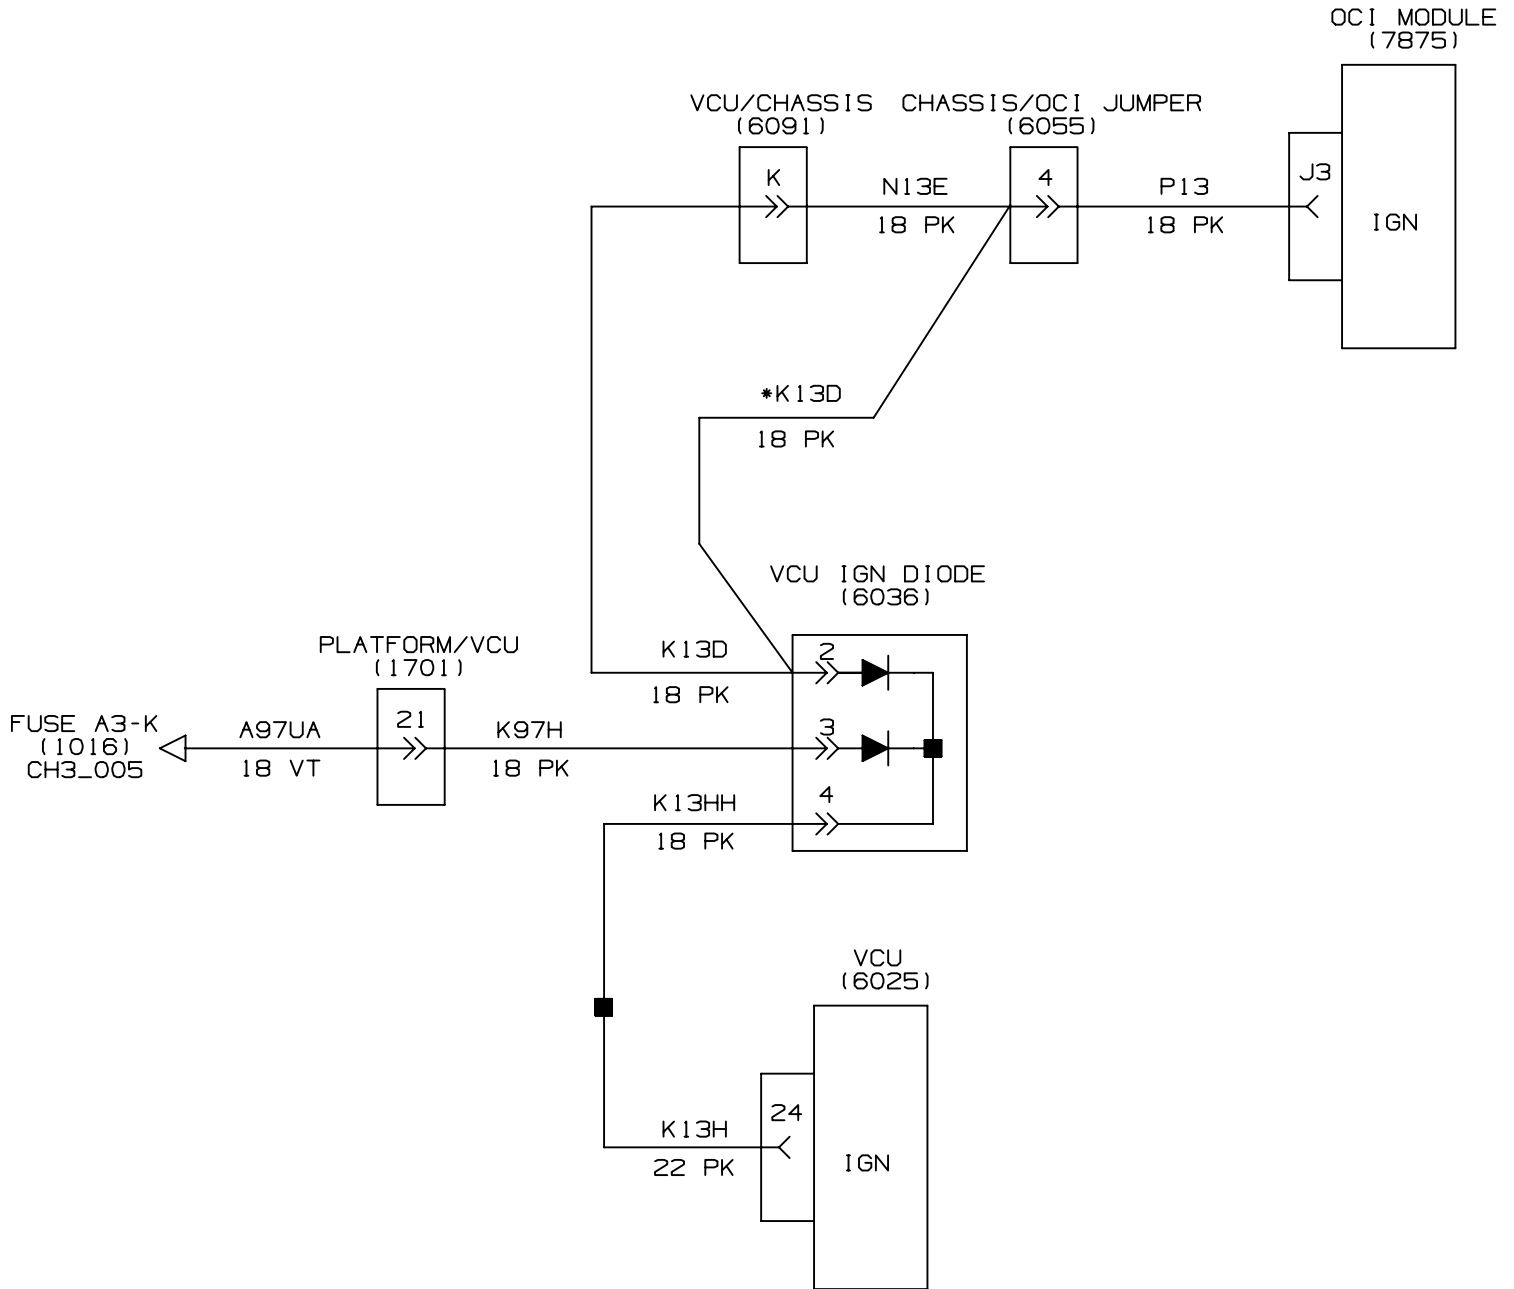 OCI MODULE
(7875)
VCU/CHASSIS
(6091)
CHASSIS/OCI JUMPER
(6055)
K
N13E
18 PK
4
P13
18 PK
J3
IGN
*K13D
18 PK
VCU IGN DIODE
(6036)
PLATFORM/VCU
(1701)
K13D
18 PK
2
FUSE A3-K
(1016)
CH3_005
A97UA
18 VT
21
K97H
18 PK
3
K13HH
18 PK
4
VCU
(6025)
K13H
22 PK
24
IGN